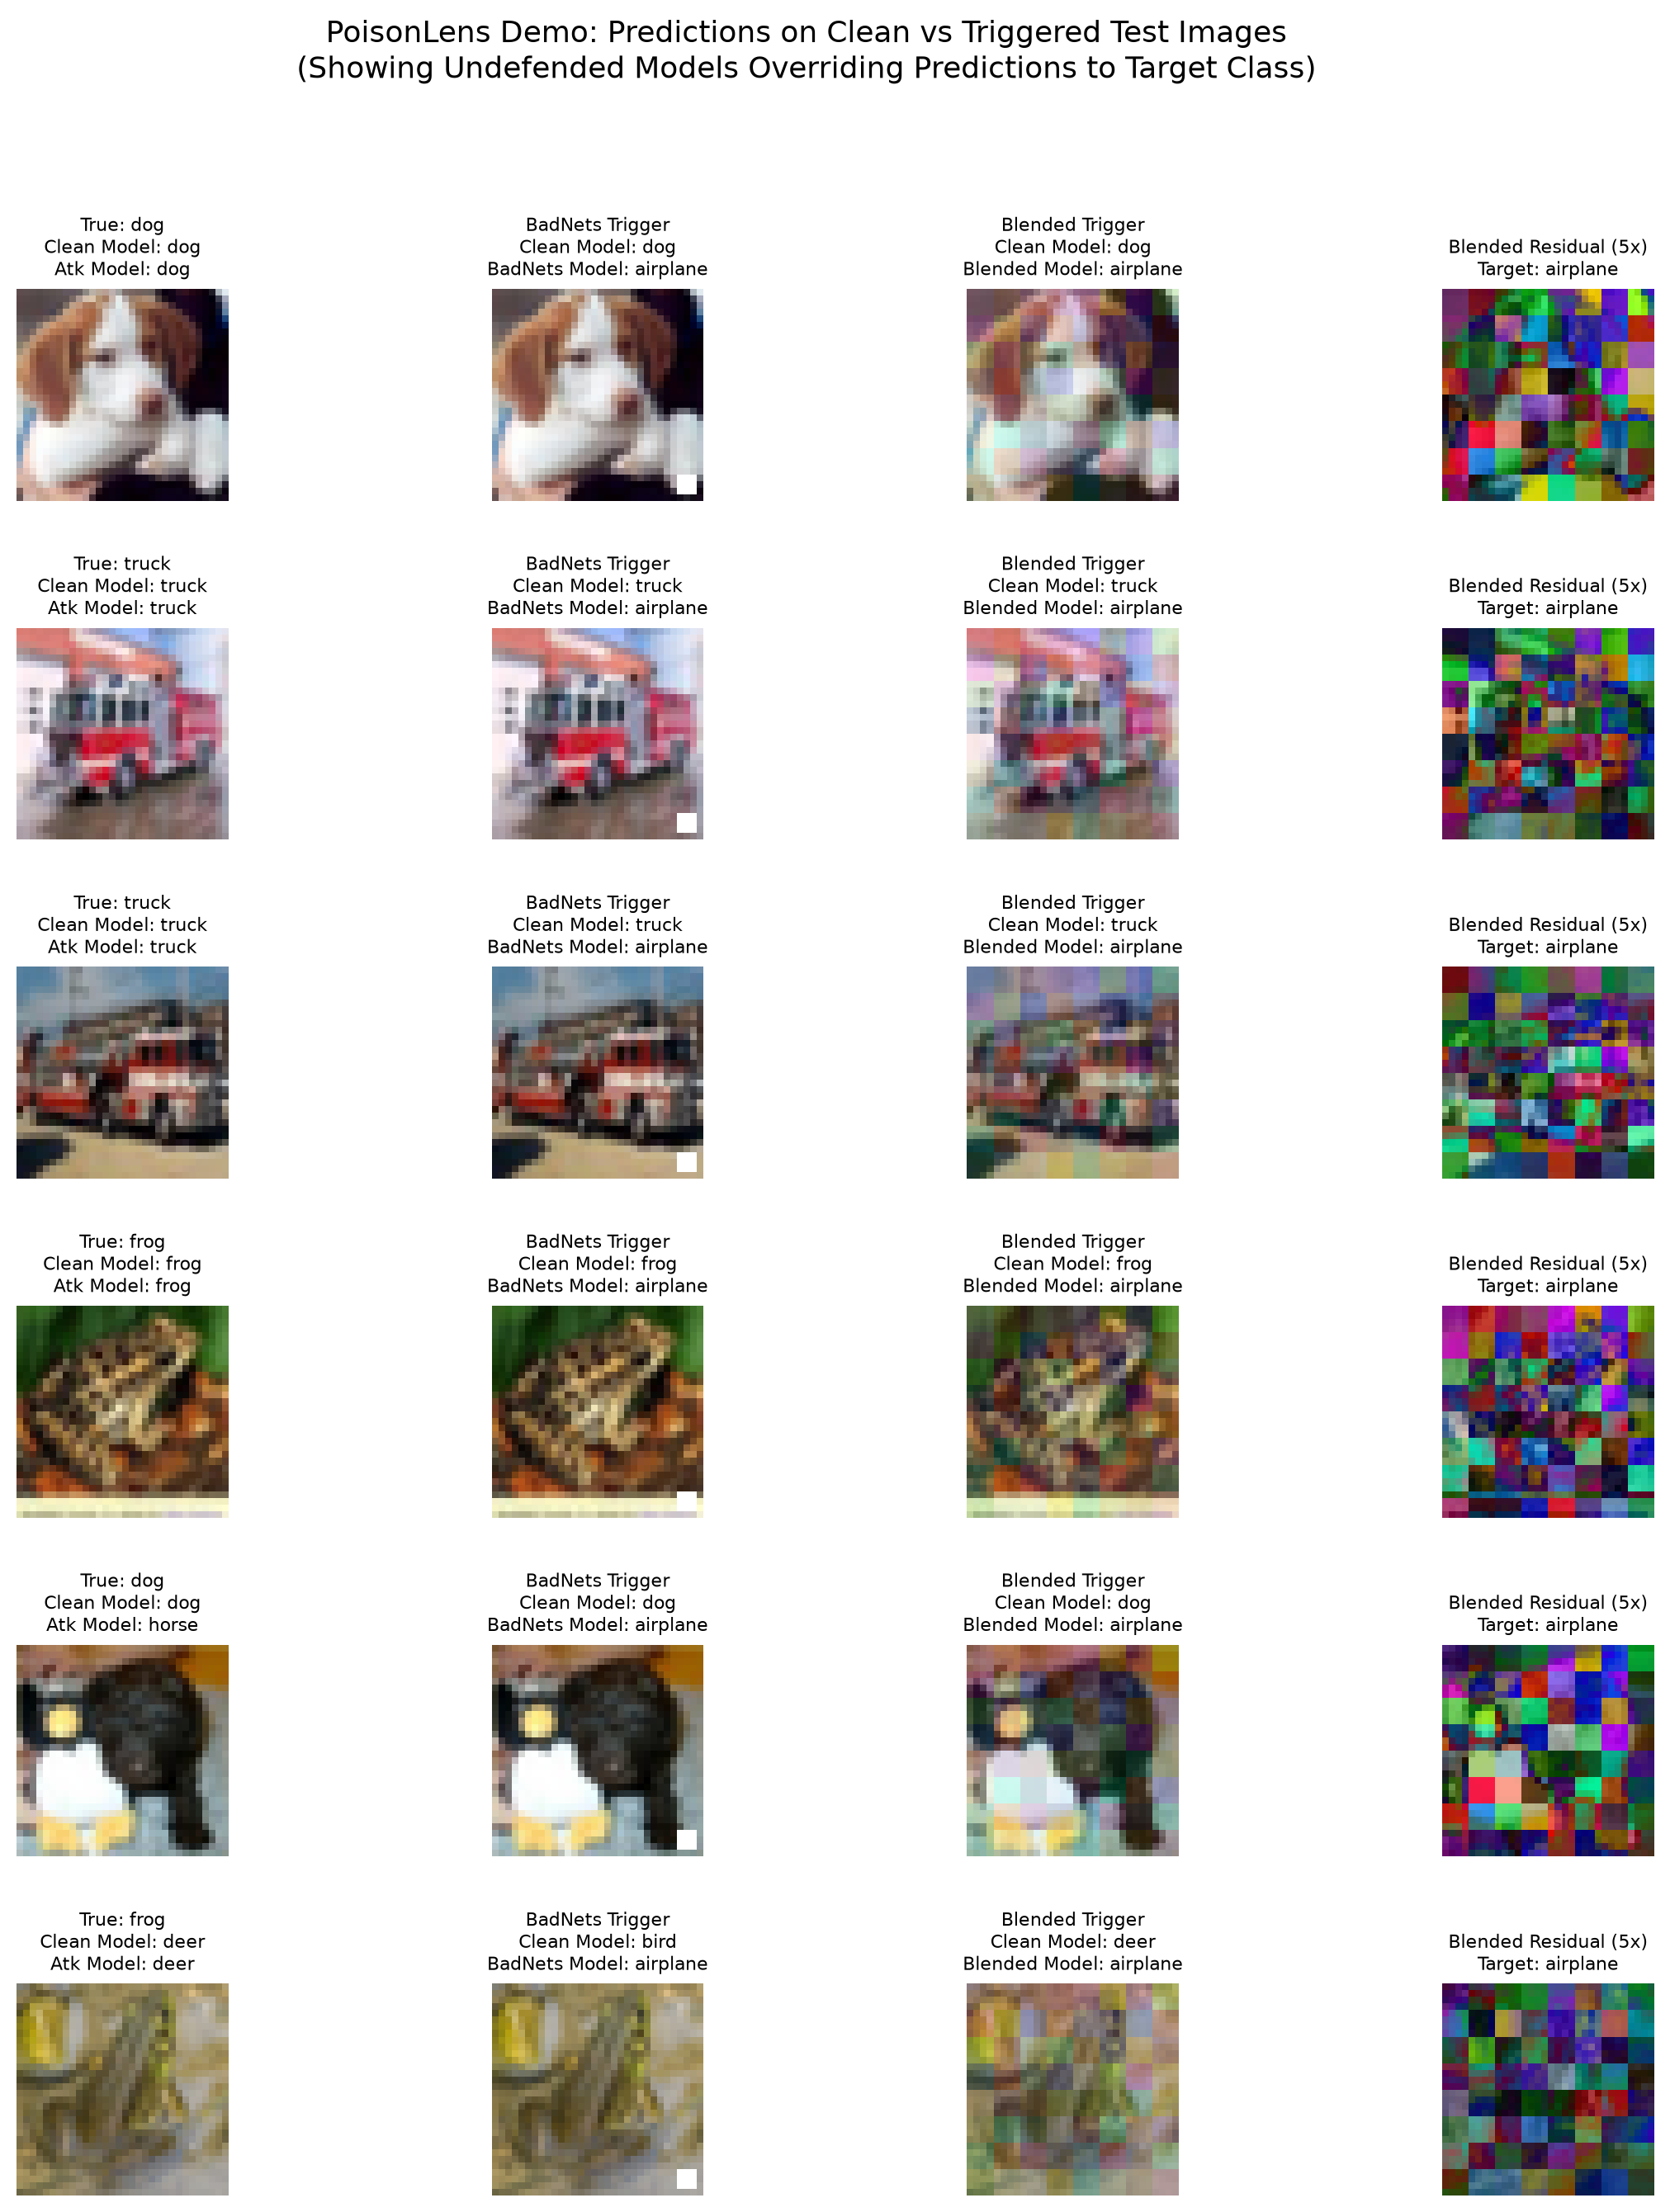 PoisonLens Demo: Predictions on Clean vs Triggered Test Images
(Showing Undefended Models Overriding Predictions to Target Class)
True: dog
Clean Model: dog
Atk Model: dog
BadNets Trigger
Clean Model: dog
BadNets Model: airplane
Blended Trigger
Clean Model: dog
Blended Model: airplane
Blended Residual (5x)
Target: airplane
True: truck
Clean Model: truck
Atk Model: truck
BadNets Trigger
Clean Model: truck
BadNets Model: airplane
Blended Trigger
Clean Model: truck
Blended Model: airplane
Blended Residual (5x)
Target: airplane
True: truck
Clean Model: truck
Atk Model: truck
BadNets Trigger
Clean Model: truck
BadNets Model: airplane
Blended Trigger
Clean Model: truck
Blended Model: airplane
Blended Residual (5x)
Target: airplane
True: frog
Clean Model: frog
Atk Model: frog
BadNets Trigger
Clean Model: frog
BadNets Model: airplane
Blended Trigger
Clean Model: frog
Blended Model: airplane
Blended Residual (5x)
Target: airplane
True: dog
Clean Model: dog
Atk Model: horse
BadNets Trigger
Clean Model: dog
BadNets Model: airplane
Blended Trigger
Clean Model: dog
Blended Model: airplane
Blended Residual (5x)
Target: airplane
True: frog
Clean Model: deer
Atk Model: deer
BadNets Trigger
Clean Model: bird
BadNets Model: airplane
Blended Trigger
Clean Model: deer
Blended Model: airplane
Blended Residual (5x)
Target: airplane